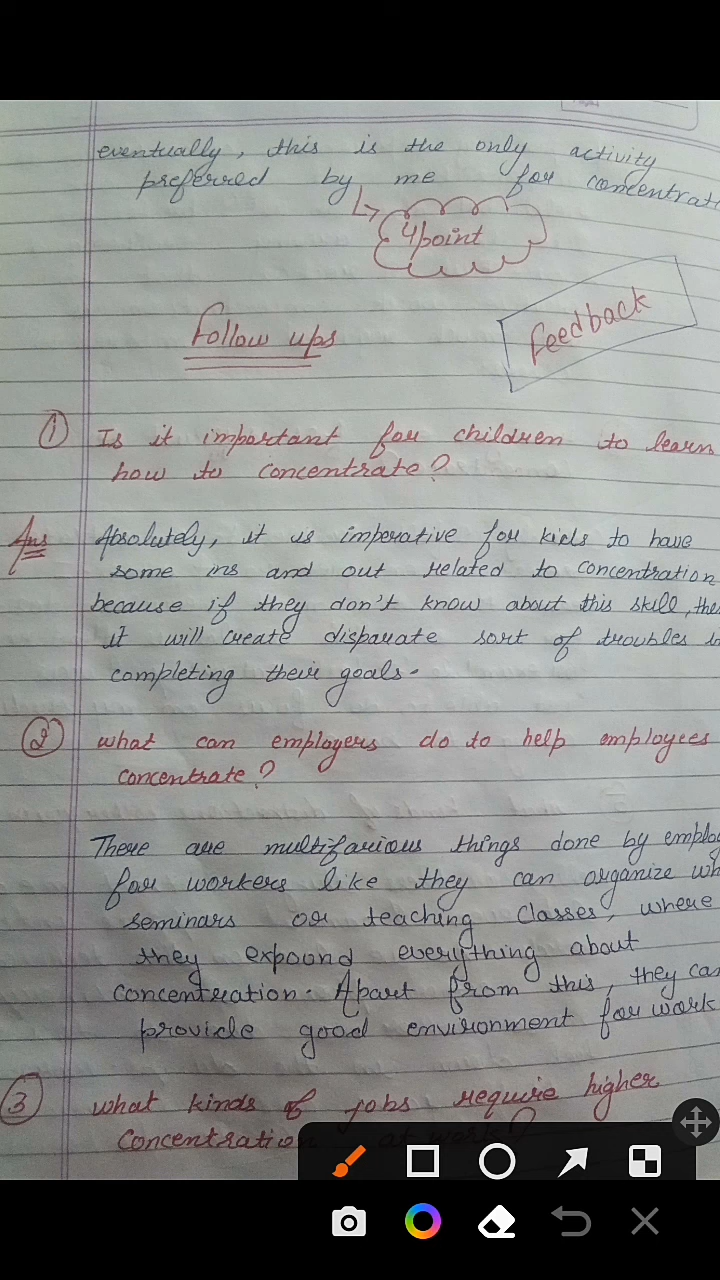 eventually, this is the only activity
preferred by me for concentrat
4 point
Follow ups
Feedback
① Is it important for children to learn
how to concentrate?
Ans Absolutely, it is imperative for kids to have
some ins and out related to concentration
because if they don't know about this skill, the
it will create disparate sort of troubles
completing their goals.
② what can employers do to help employees
concentrate?
There are multifarious things done by emplo
for workers like they can organize wh
seminars or teaching classes, where
they expound everything about
concentration. Apart from this, they can
provide good environment for work
③ what kinds of jobs require higher
Concentration at work?